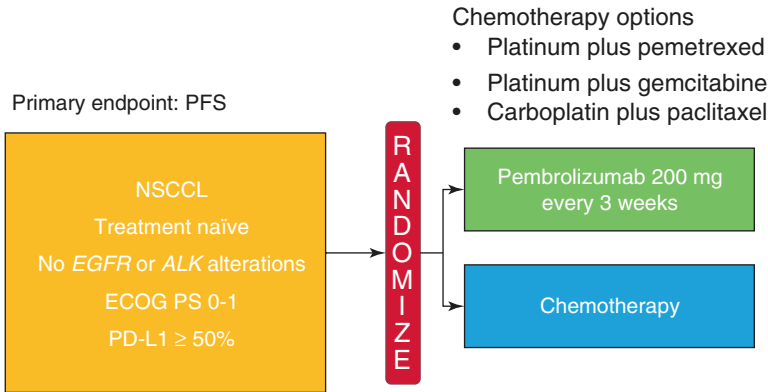 Chemotherapy options
• Platinum plus pemetrexed
• Platinum plus gemcitabine
• Carboplatin plus paclitaxel
Primary endpoint: PFS
NSCCL
Treatment naïve
No EGFR or ALK alterations
ECOG PS 0-1
PD-L1 ≥ 50%
RANDOMIZE
Pembrolizumab 200 mg
every 3 weeks
Chemotherapy